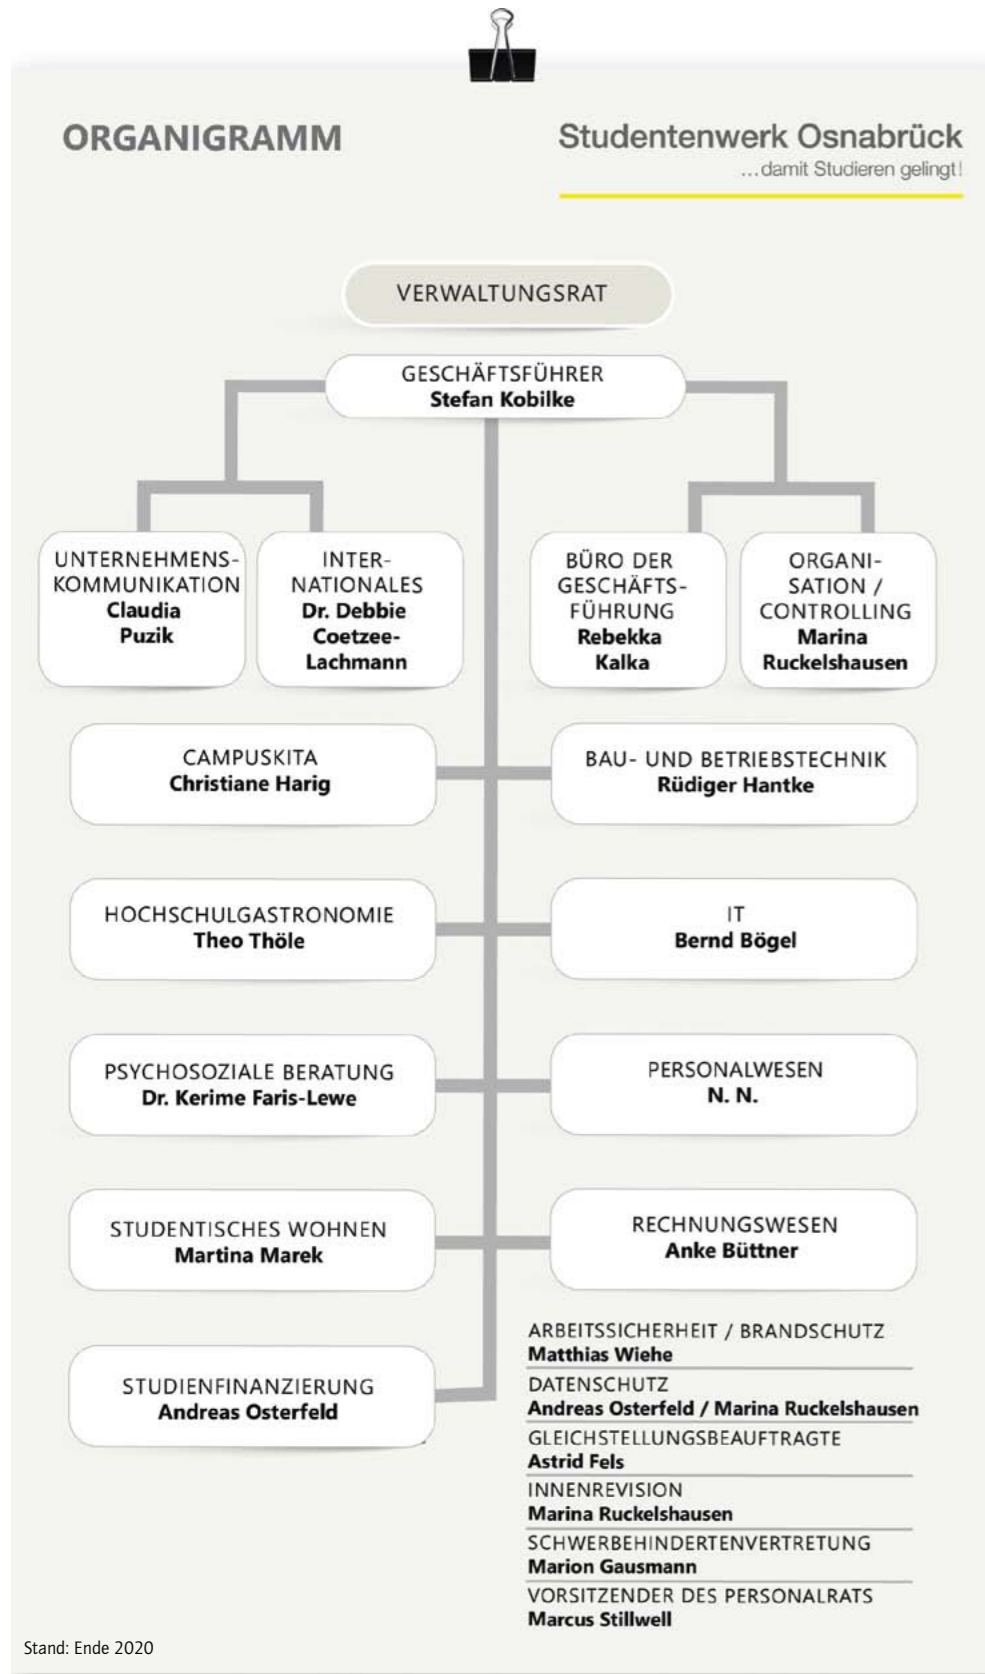 ORGANIGRAMM
Studentenwerk Osnabrück
...damit Studieren gelingt!
VERWALTUNGSRAT
GESCHÄFTSFÜHRER
Stefan Kobilke
UNTERNEHMENS-
KOMMUNIKATION
Claudia
Puzik
INTER-
NATIONALES
Dr. Debbie
Coetzee-
Lachmann
BÜRO DER
GESCHÄFTS-
FÜHRUNG
Rebekka
Kalka
ORGANI-
SATION /
CONTROLLING
Marina
Ruckelshausen
CAMPUSKITA
Christiane Harig
BAU- UND BETRIEBSTECHNIK
Rüdiger Hantke
HOCHSCHULGASTRONOMIE
Theo Thöle
IT
Bernd Bögel
PSYCHOSOZIALE BERATUNG
Dr. Kerime Faris-Lewe
PERSONALWESEN
N. N.
STUDENTISCHES WOHNEN
Martina Marek
RECHNUNGSWESEN
Anke Büttner
STUDIENFINANZIERUNG
Andreas Osterfeld
ARBEITSSICHERHEIT / BRANDSCHUTZ
Matthias Wiehe
DATENSCHUTZ
Andreas Osterfeld / Marina Ruckelshausen
GLEICHSTELLUNGSBEAUFTRAGTE
Astrid Fels
INNENREVISION
Marina Ruckelshausen
SCHWERBEHINDERTENVERTRETUNG
Marion Gausmann
VORSITZENDER DES PERSONALRATS
Marcus Stillwell
Stand: Ende 2020